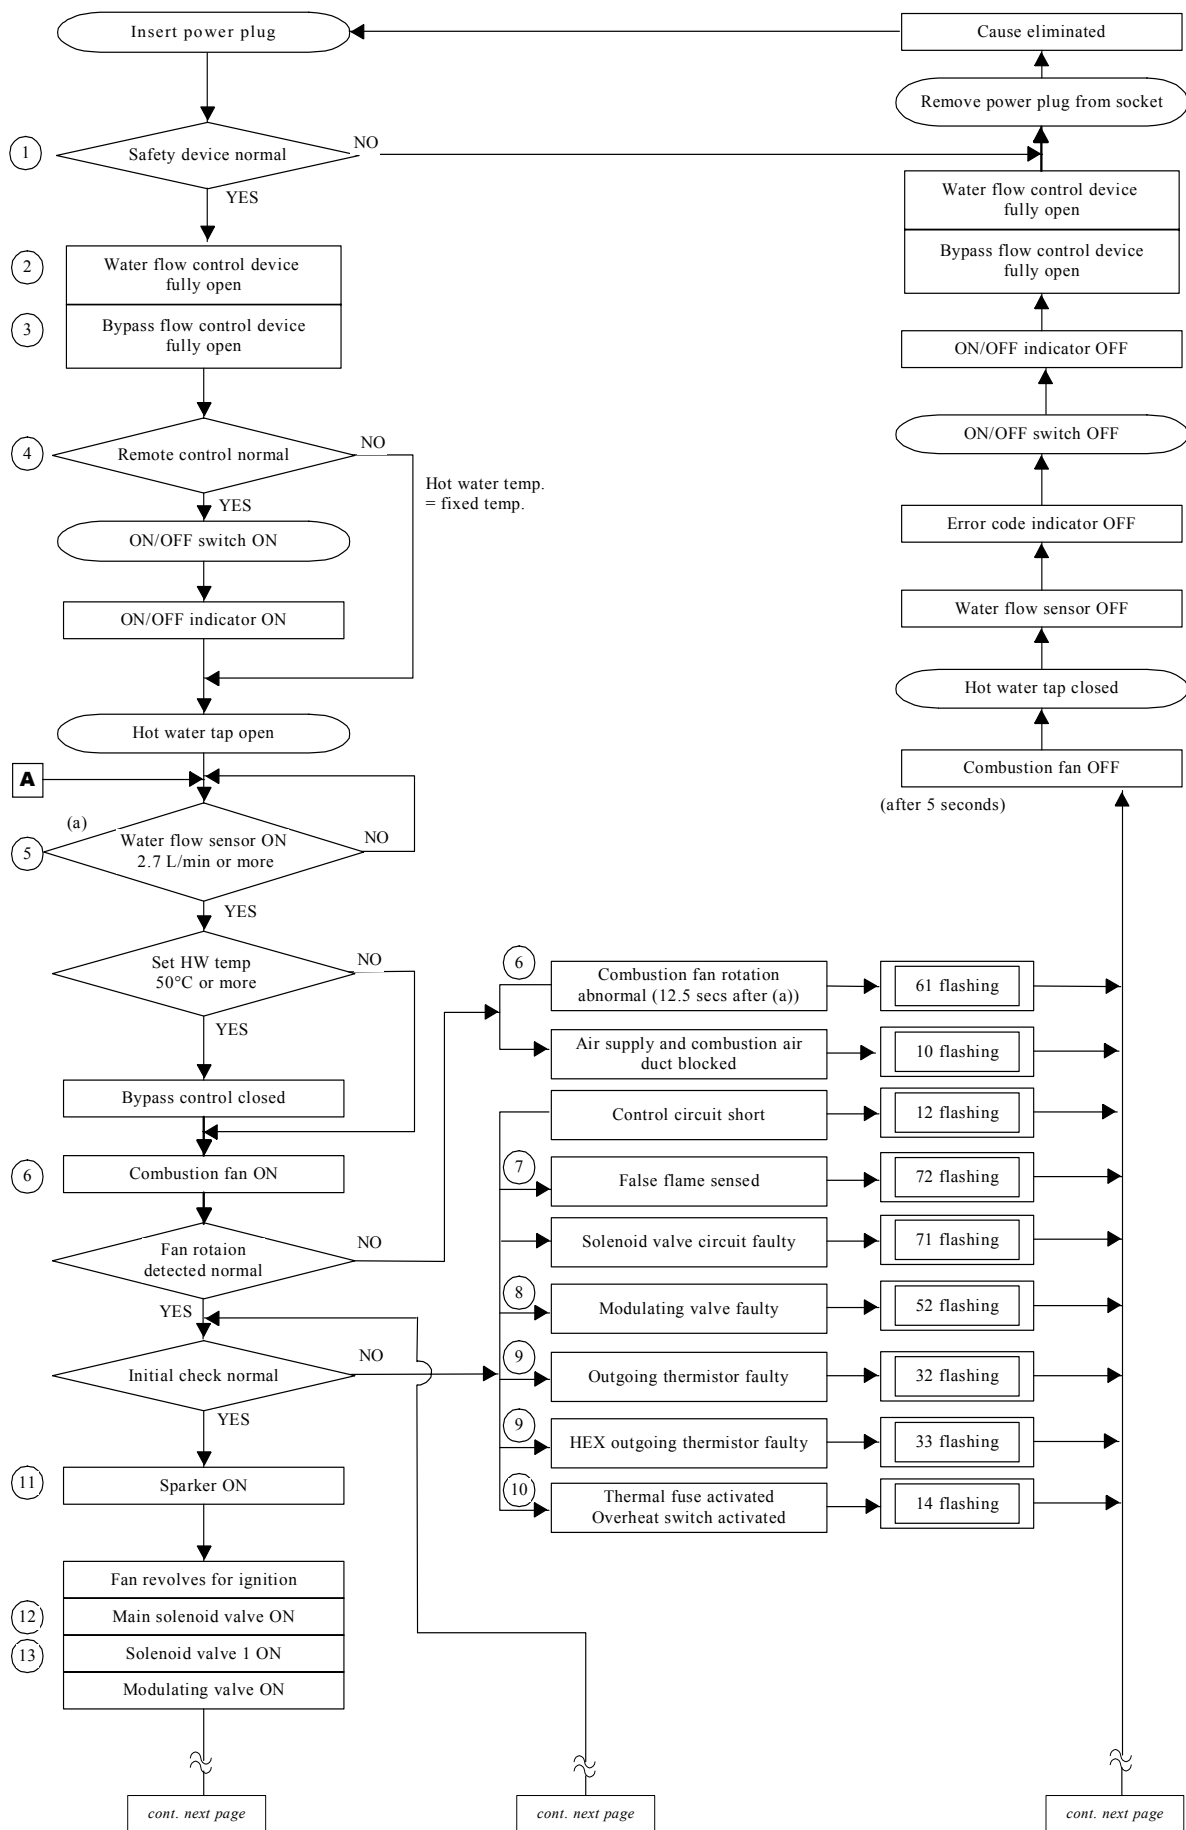 Insert power plug
Cause eliminated
Remove power plug from socket
1
Safety device normal
NO
YES
Water flow control device
fully open
Bypass flow control device
fully open
2
Water flow control device
fully open
3
Bypass flow control device
fully open
ON/OFF indicator OFF
4
Remote control normal
NO
YES
Hot water temp.
= fixed temp.
ON/OFF switch OFF
ON/OFF switch ON
Error code indicator OFF
ON/OFF indicator ON
Water flow sensor OFF
Hot water tap closed
Hot water tap open
A
Combustion fan OFF
(after 5 seconds)
(a)
5
Water flow sensor ON
2.7 L/min or more
NO
YES
Set HW temp
50°C or more
NO
YES
Bypass control closed
6
Combustion fan ON
Fan rotaion
detected normal
NO
YES
Initial check normal
NO
YES
6
Combustion fan rotation
abnormal (12.5 secs after (a))
61 flashing
Air supply and combustion air
duct blocked
10 flashing
Control circuit short
12 flashing
7
False flame sensed
72 flashing
Solenoid valve circuit faulty
71 flashing
8
Modulating valve faulty
52 flashing
9
Outgoing thermistor faulty
32 flashing
9
HEX outgoing thermistor faulty
33 flashing
10
Thermal fuse activated
Overheat switch activated
14 flashing
11
Sparker ON
Fan revolves for ignition
12
Main solenoid valve ON
13
Solenoid valve 1 ON
Modulating valve ON
cont. next page
cont. next page
cont. next page